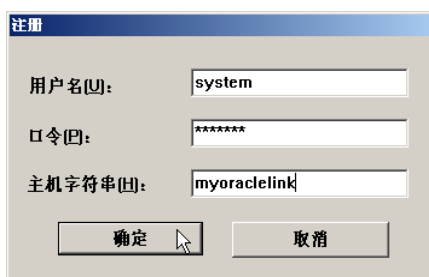 注册
用户名(U): system
口令(P): *******
主机字符串(H): myoraclelink
确定 取消